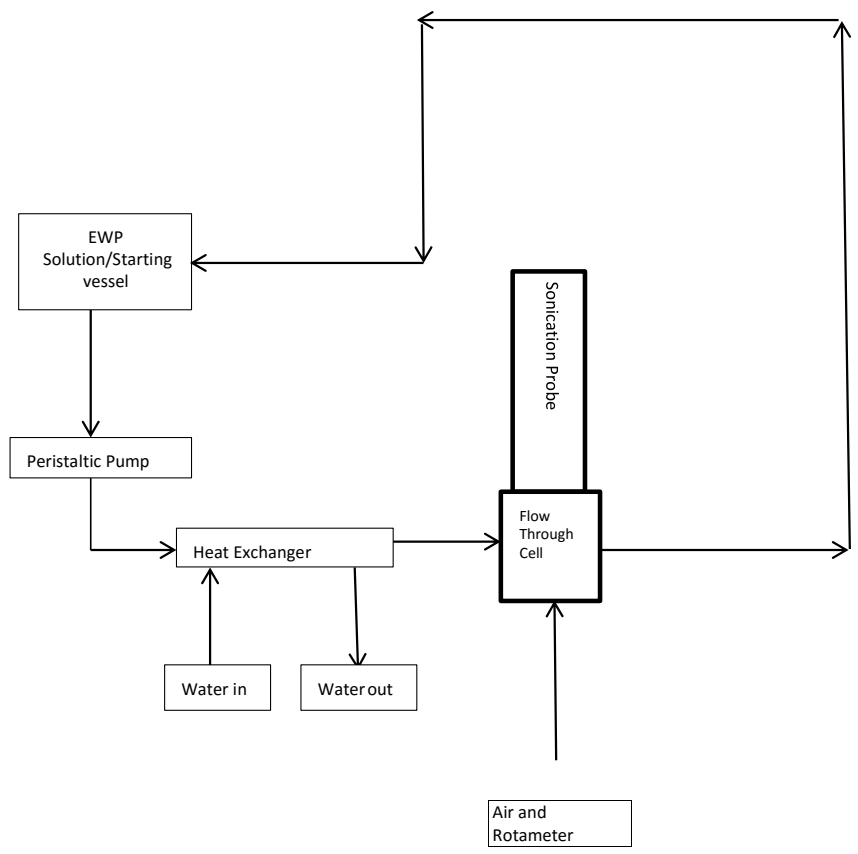 EWP
Solution/Starting
vessel
Sonication Probe
Peristaltic Pump
Flow
Through
Cell
Heat Exchanger
Water in
Water out
Air and
Rotameter